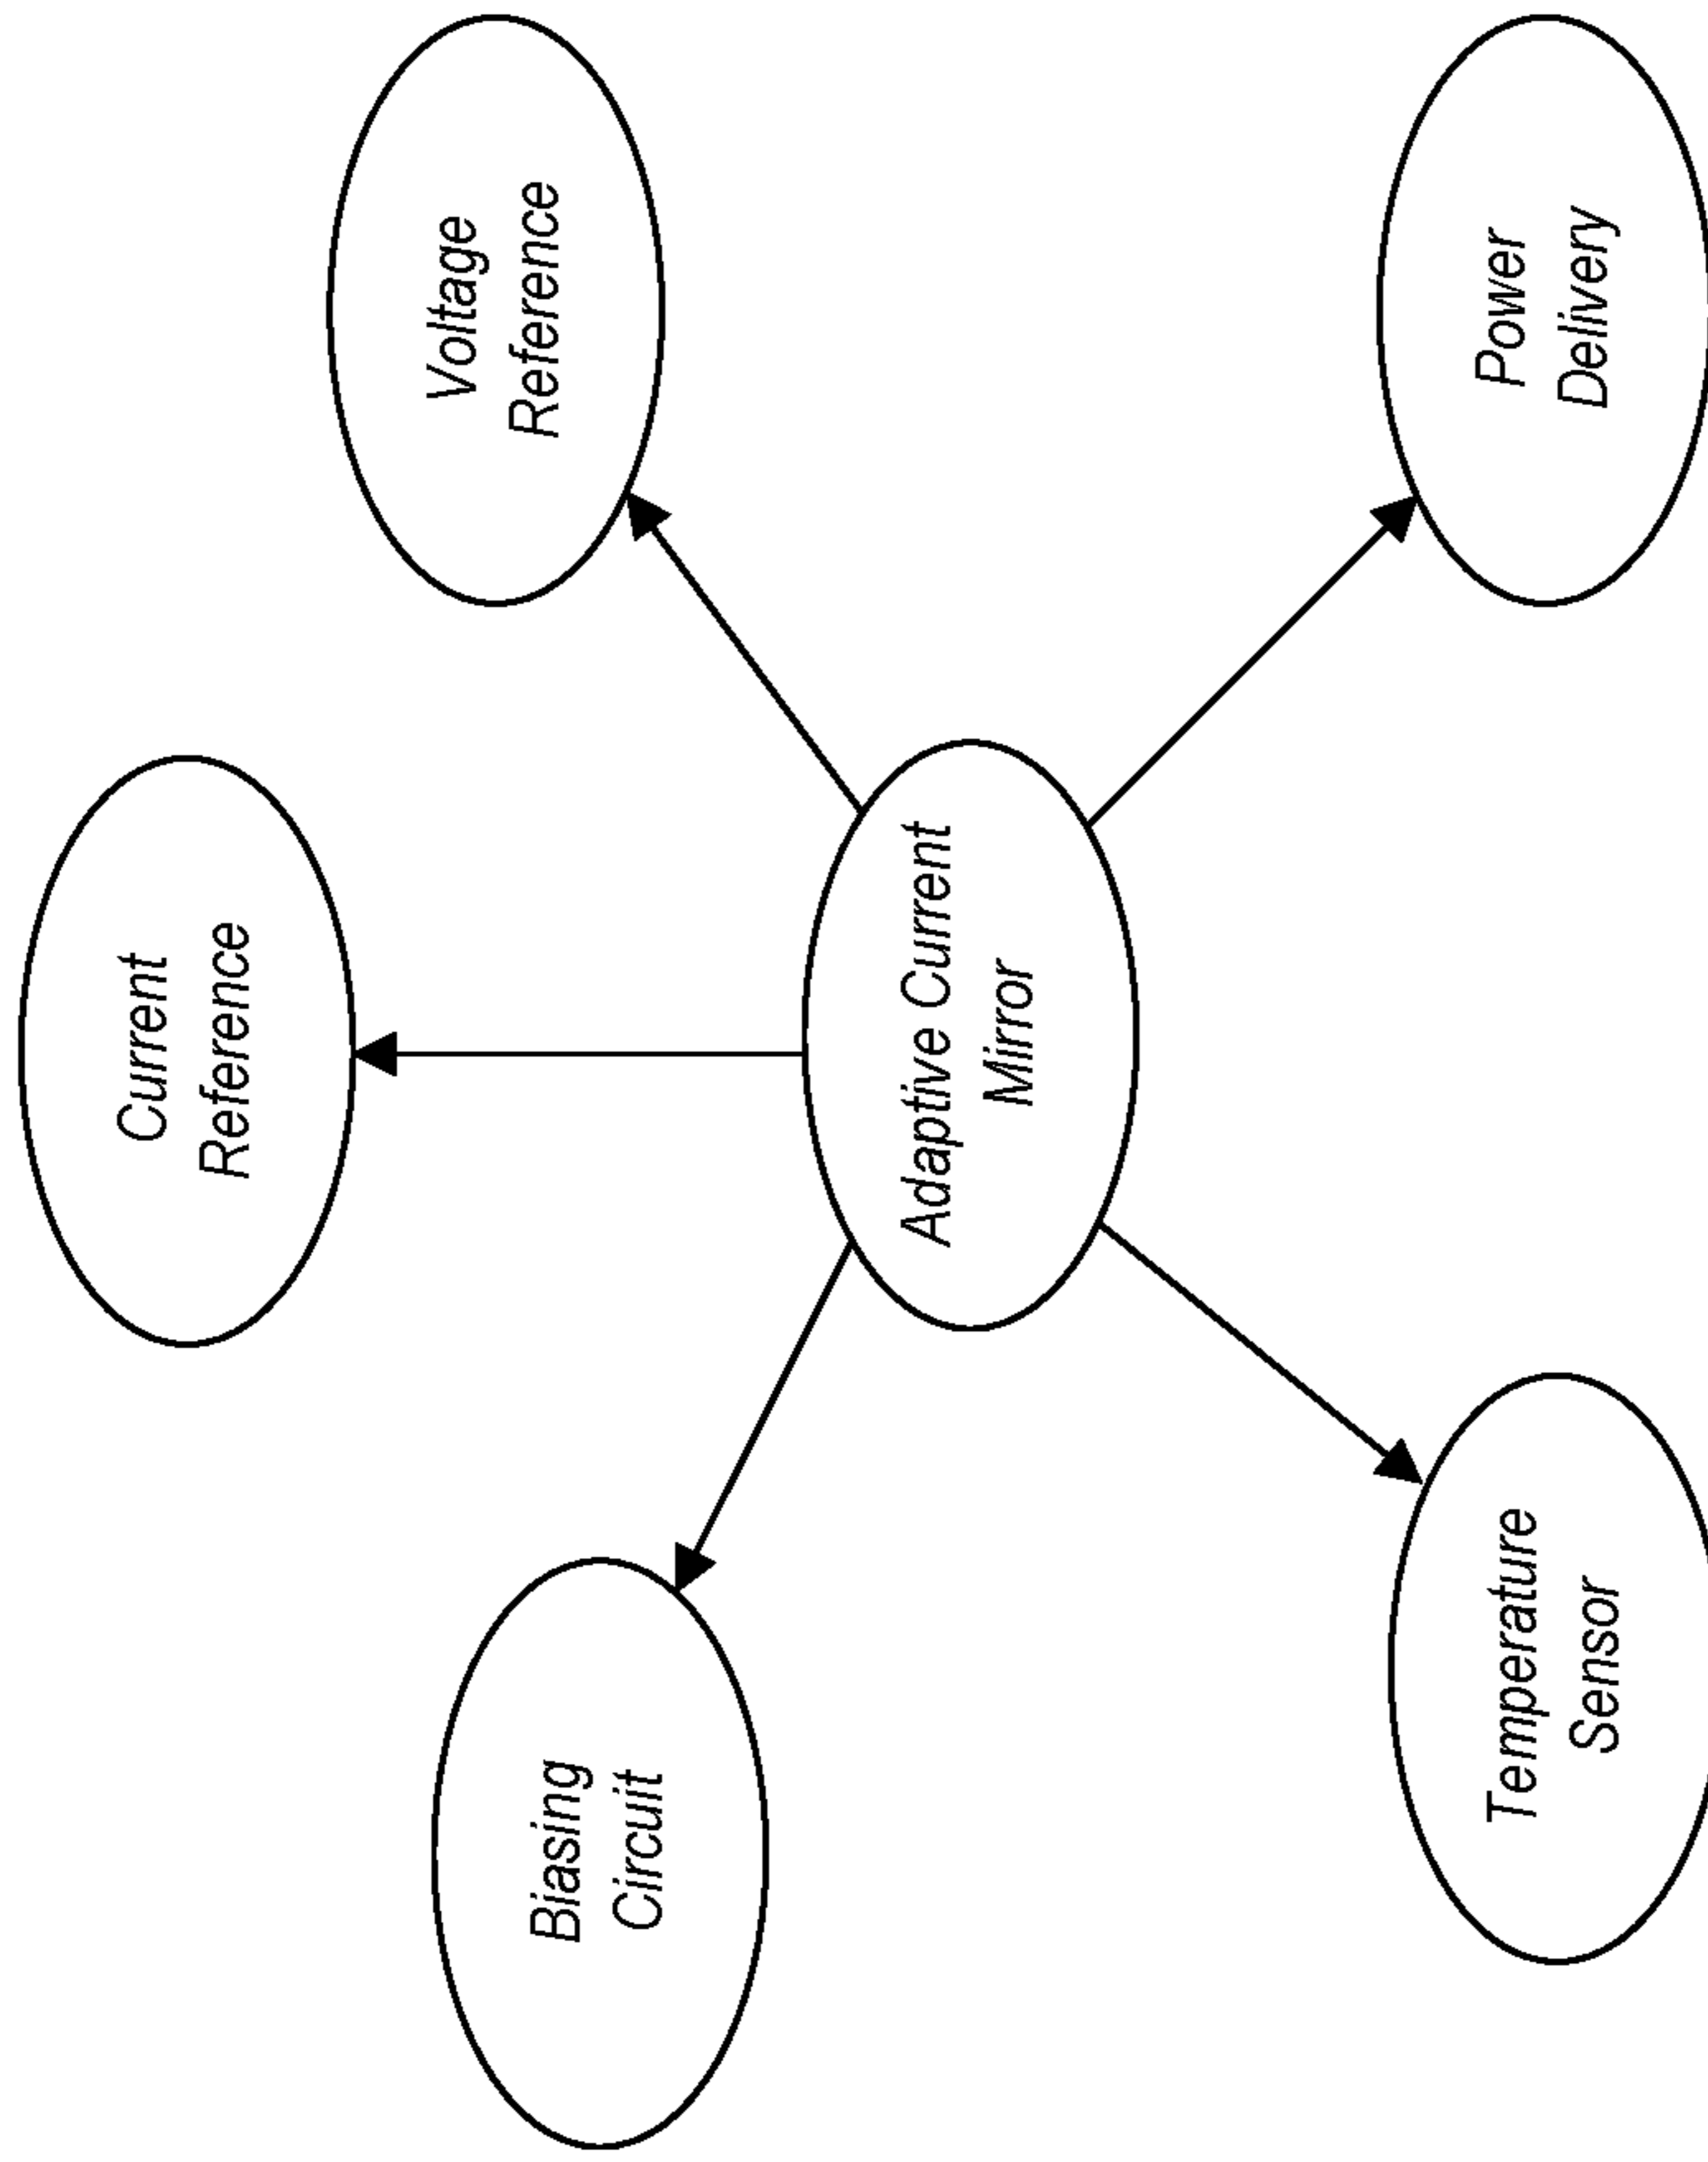 Current
Reference
Biasing
Circuit
Voltage
Reference
Adaptive Current
Mirror
Temperature
Sensor
Power
Delivery